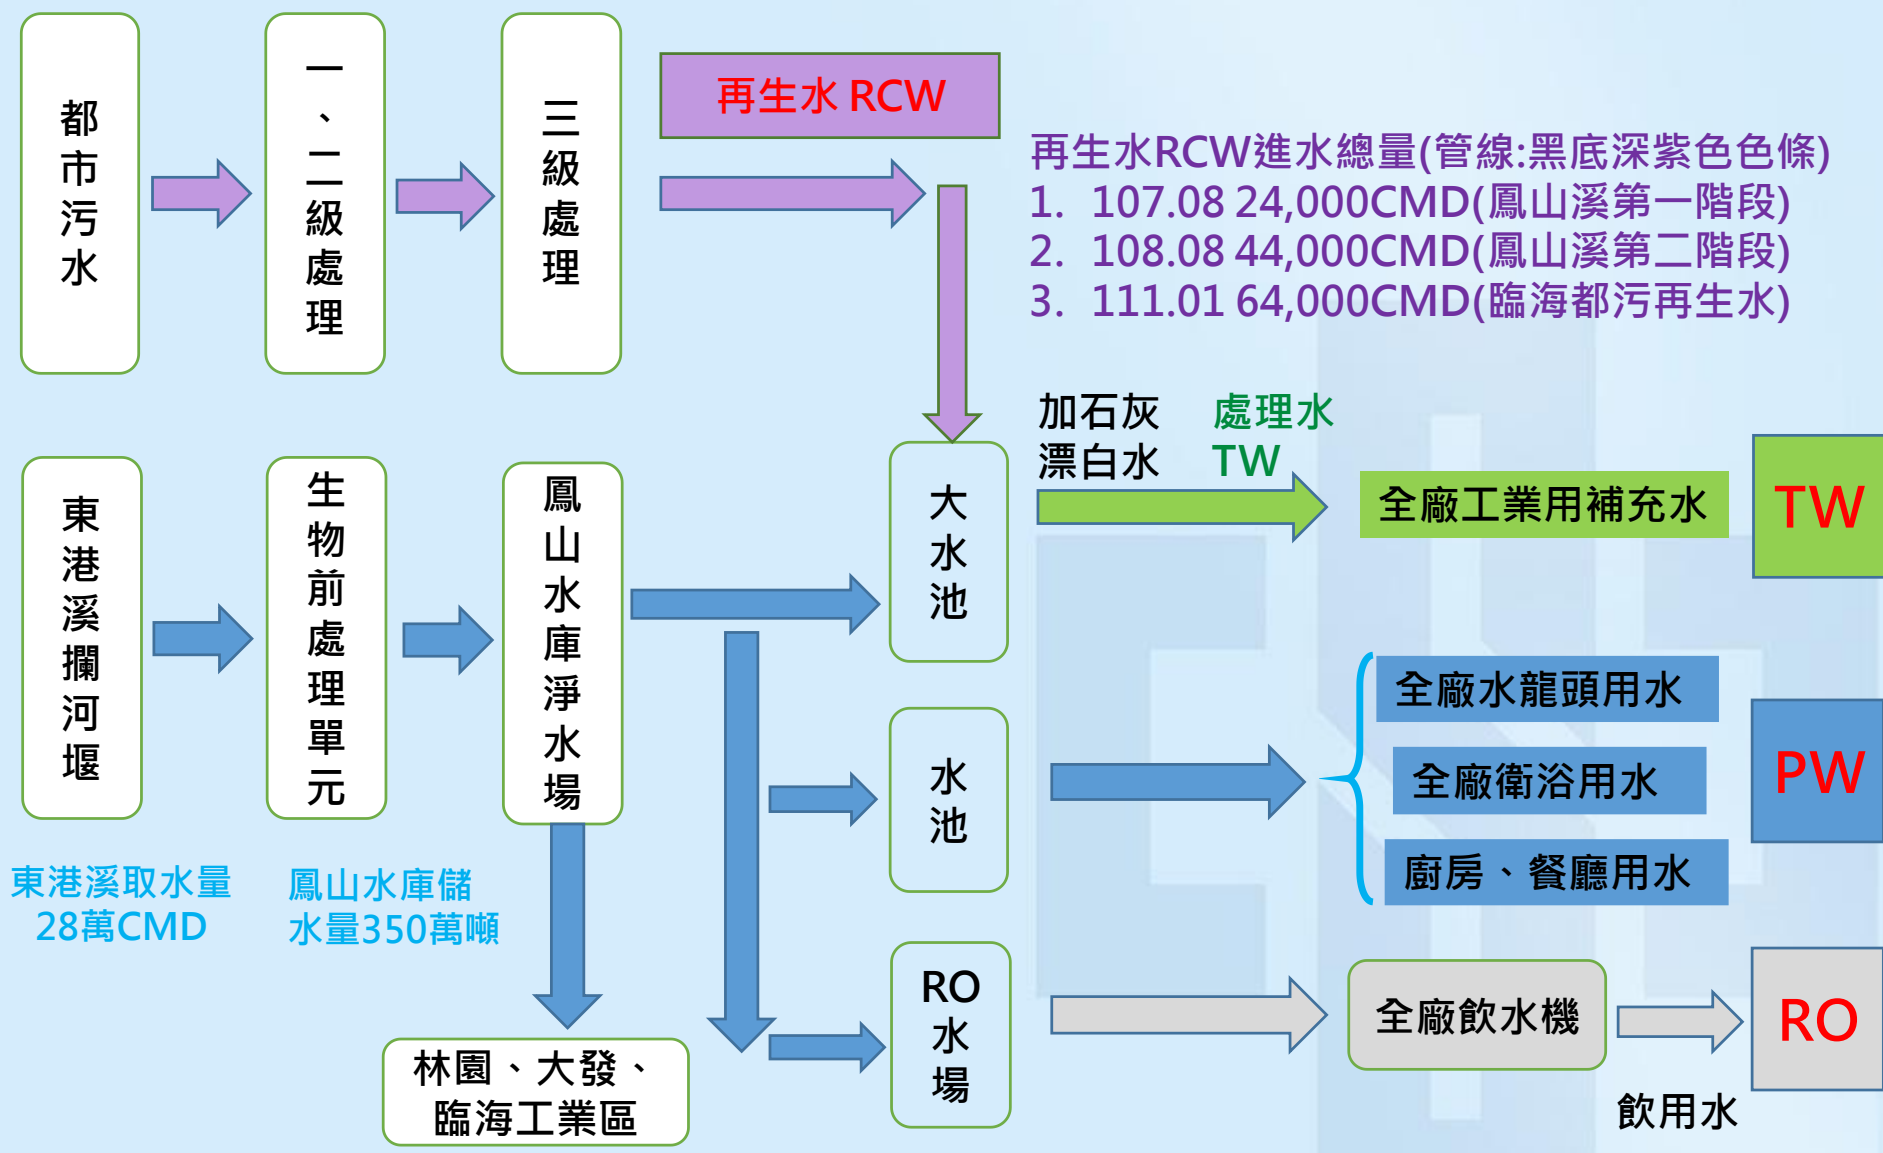 都市污水
一、二級處理
三級處理
再生水 RCW
再生水RCW進水總量(管線:黑底深紫色色條)
1. 107.08 24,000CMD(鳳山溪第一階段)
2. 108.08 44,000CMD(鳳山溪第二階段)
3. 111.01 64,000CMD(臨海都污再生水)
東港溪攔河堰
生物前處理單元
鳳山水庫淨水場
大水池
加石灰
漂白水
處理水
TW
全廠工業用補充水
TW
水池
全廠水龍頭用水
全廠衛浴用水
廚房、餐廳用水
PW
東港溪取水量
28萬CMD
鳳山水庫儲
水量350萬噸
RO
水場
全廠飲水機
RO
飲用水
林園、大發、
臨海工業區